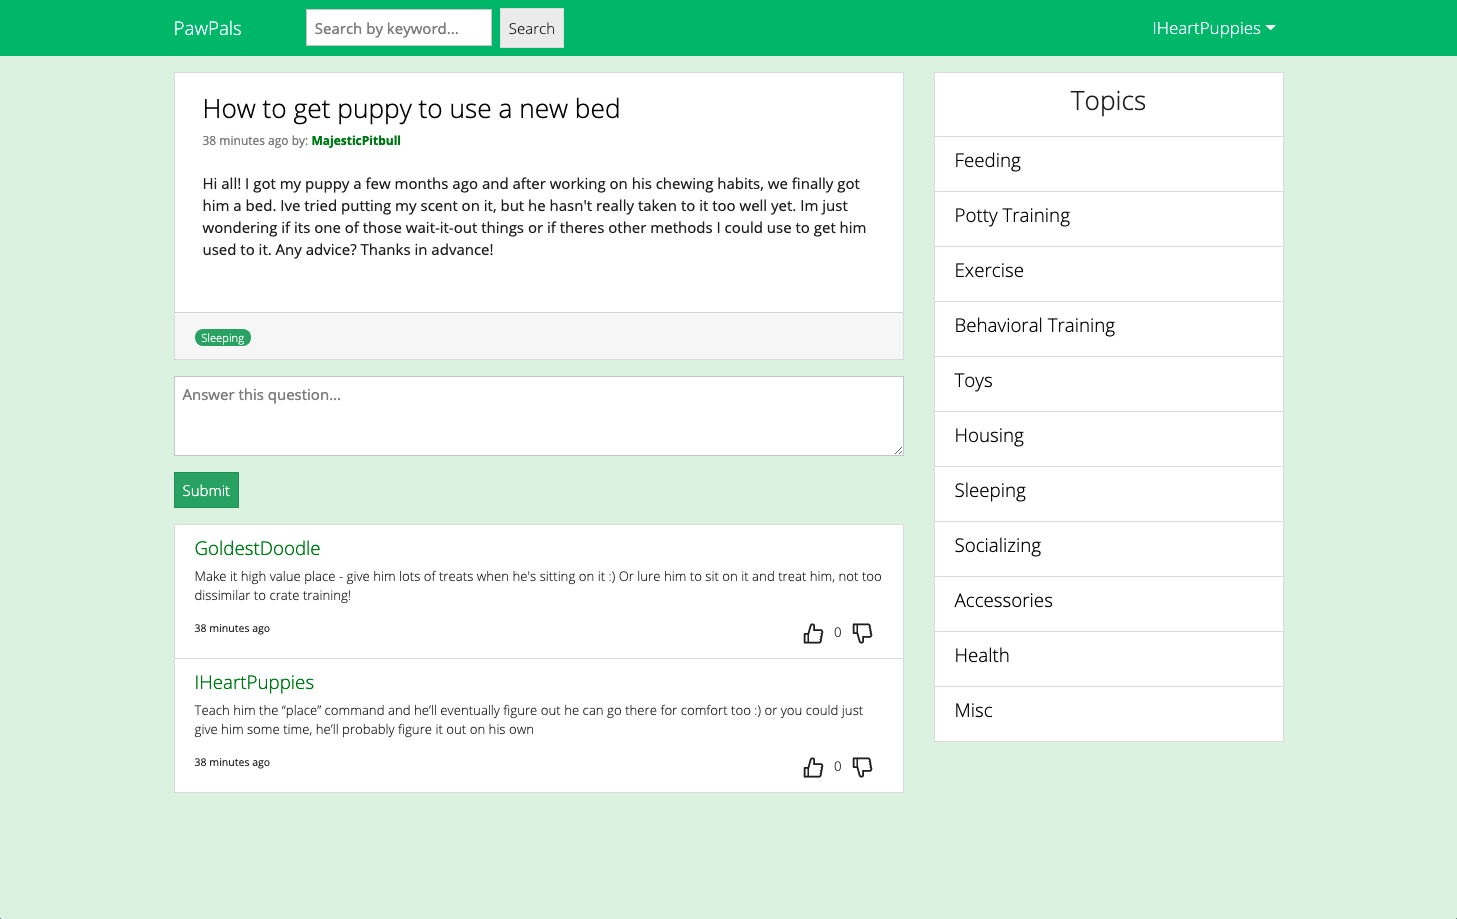 PawPals
Search by keyword...
Search
IHeartPuppies
How to get puppy to use a new bed
38 minutes ago by: MajesticPitbull
Hi all! I got my puppy a few months ago and after working on his chewing habits, we finally got
him a bed. Ive tried putting my scent on it, but he hasn't really taken to it too well yet. Im just
wondering if its one of those wait-it-out things or if theres other methods I could use to get him
used to it. Any advice? Thanks in advance!
Sleeping
Answer this question...
Submit
GoldestDoodle
Make it high value place - give him lots of treats when he's sitting on it :) Or lure him to sit on it and treat him, not too
dissimilar to crate training!
38 minutes ago
0
IHeartPuppies
Teach him the “place” command and he’ll eventually figure out he can go there for comfort too :) or you could just
give him some time, he’ll probably figure it out on his own
38 minutes ago
0
Topics
Feeding
Potty Training
Exercise
Behavioral Training
Toys
Housing
Sleeping
Socializing
Accessories
Health
Misc